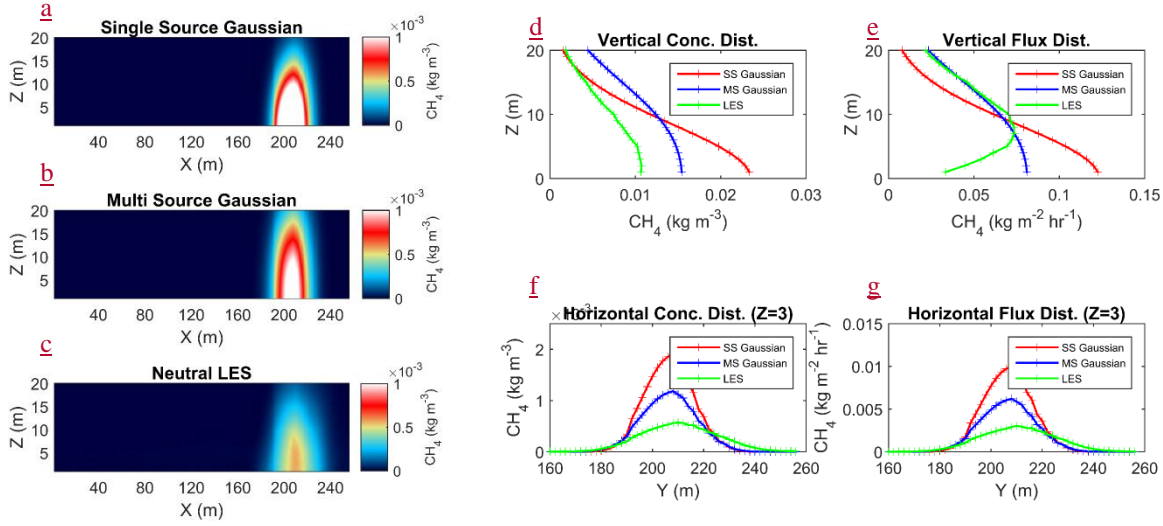 a
Single Source Gaussian
×10⁻³
20
15
10
5
Z (m)
40 80 120 160 200 240
X (m)
1
0.5
0
CH₄ (kg m⁻³)
b
Multi Source Gaussian
×10⁻³
20
15
10
5
Z (m)
40 80 120 160 200 240
X (m)
1
0.5
0
CH₄ (kg m⁻³)
c
Neutral LES
×10⁻³
20
15
10
5
Z (m)
40 80 120 160 200 240
X (m)
1
0.5
0
CH₄ (kg m⁻³)
d
Vertical Conc. Dist.
20
10
0
Z (m)
SS Gaussian
MS Gaussian
LES
0 0.01 0.02 0.03
CH₄ (kg m⁻³)
e
Vertical Flux Dist.
20
10
0
Z (m)
SS Gaussian
MS Gaussian
LES
0 0.05 0.1 0.15
CH₄ (kg m⁻² hr⁻¹)
f
Horizontal Conc. Dist. (Z=3)
2
1
0
CH₄ (kg m⁻³)
SS Gaussian
MS Gaussian
LES
160 180 200 220 240 260
Y (m)
g
Horizontal Flux Dist. (Z=3)
0.015
0.01
0.005
0
CH₄ (kg m⁻² hr⁻¹)
SS Gaussian
MS Gaussian
LES
160 180 200 220 240 260
Y (m)